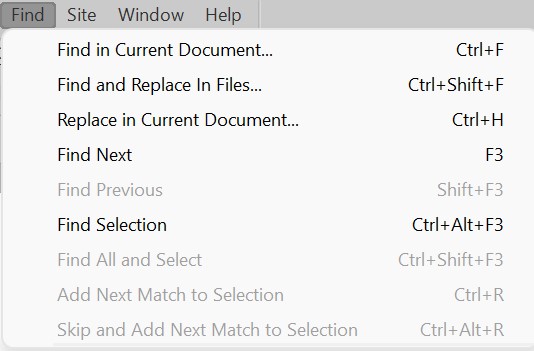 Find Site Window Help
Find in Current Document... Ctrl+F
Find and Replace In Files... Ctrl+Shift+F
Replace in Current Document... Ctrl+H
Find Next F3
Find Previous Shift+F3
Find Selection Ctrl+Alt+F3
Find All and Select Ctrl+Shift+F3
Add Next Match to Selection Ctrl+R
Skip and Add Next Match to Selection Ctrl+Alt+R